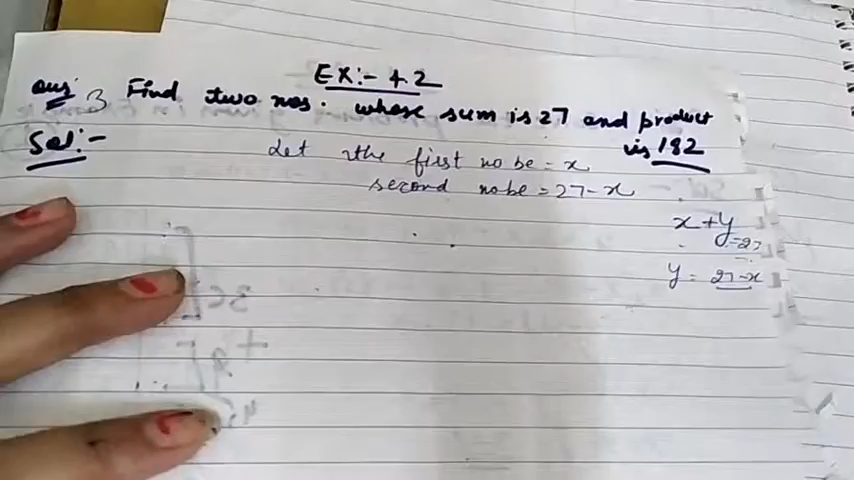 EX:- 4.2
ques 3 Find two nos. whose sum is 27 and product
is 182
Sol:-
Let the first no be = x
second no be = 27-x
x+y
=27
y = 27-x